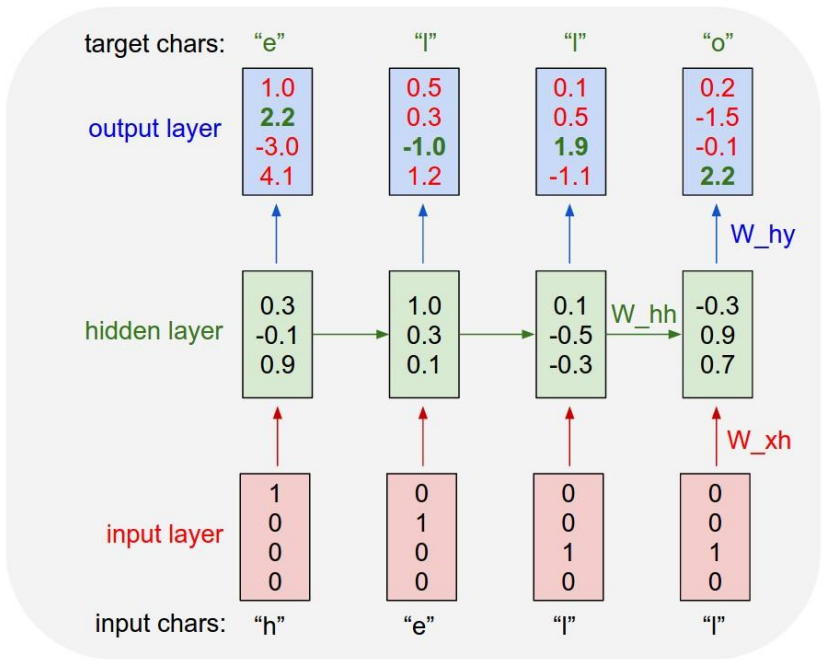 target chars: “e” “l” “l” “o”
1.0 0.5 0.1 0.2
2.2 0.3 0.5 -1.5
output layer -3.0 -1.0 1.9 -0.1
4.1 1.2 -1.1 2.2
W_hy
0.3 1.0 0.1 -0.3
hidden layer -0.1 0.3 -0.5 W_hh 0.9
0.9 0.1 -0.3 0.7
W_xh
1 0 0 0
0 1 0 0
input layer 0 0 1 1
0 0 0 0
input chars: “h” “e” “l” “l”